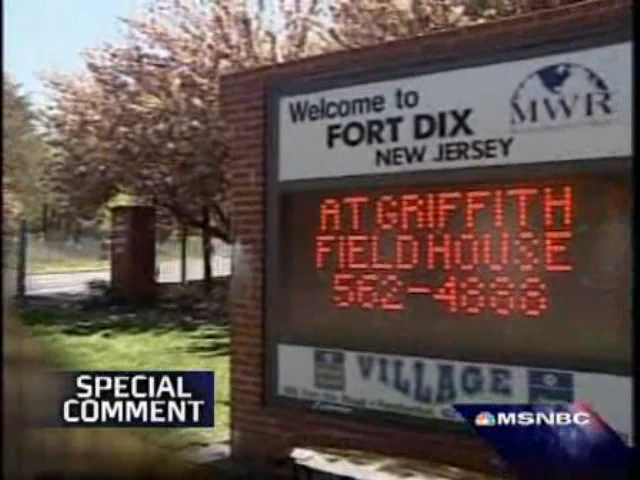 Welcome to
FORT DIX
NEW JERSEY
MWR
AT GRIFFITH
FIELD HOUSE
562-4888
VILLAGE
SPECIAL
COMMENT
MSNBC